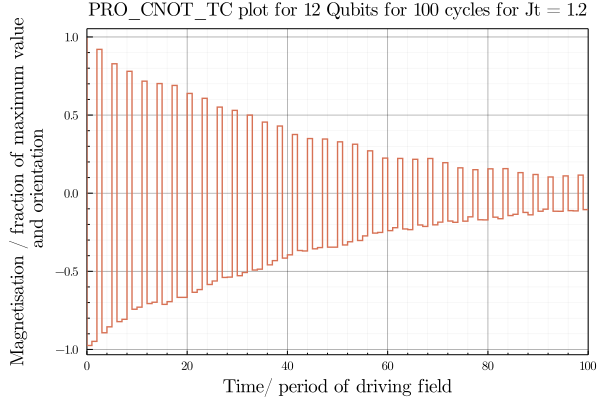 PRO_CNOT_TC plot for 12 Qubits for 100 cycles for Jt = 1.2
Magnetisation / fraction of maximum value
and orientation
1.0
0.5
0.0
−0.5
−1.0
0
20
40
60
80
100
Time/ period of driving field